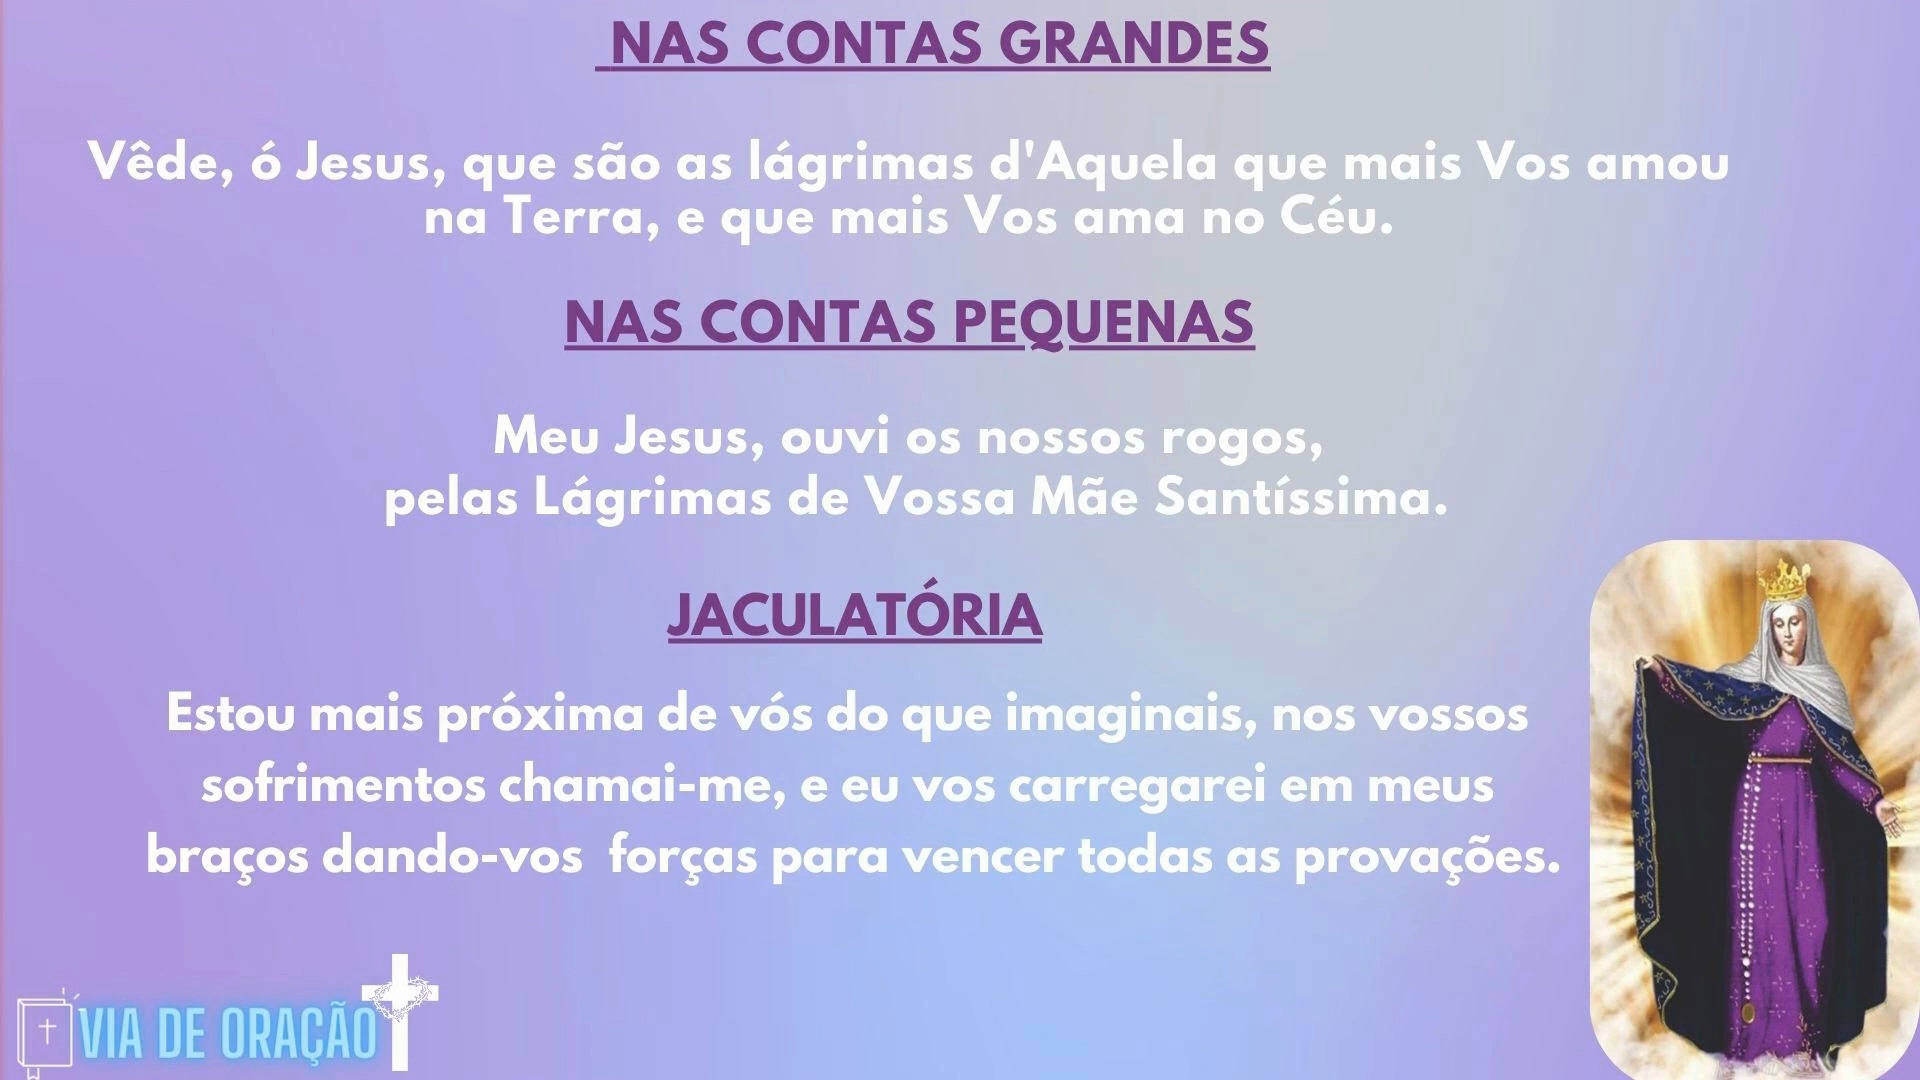 NAS CONTAS GRANDES
Vêde, ó Jesus, que são as lágrimas d'Aquela que mais Vos amou
na Terra, e que mais Vos ama no Céu.
NAS CONTAS PEQUENAS
Meu Jesus, ouvi os nossos rogos,
pelas Lágrimas de Vossa Mãe Santíssima.
JACULATÓRIA
Estou mais próxima de vós do que imaginais, nos vossos
sofrimentos chamai-me, e eu vos carregarei em meus
braços dando-vos  forças para vencer todas as provações.
VIA DE ORAÇÃO